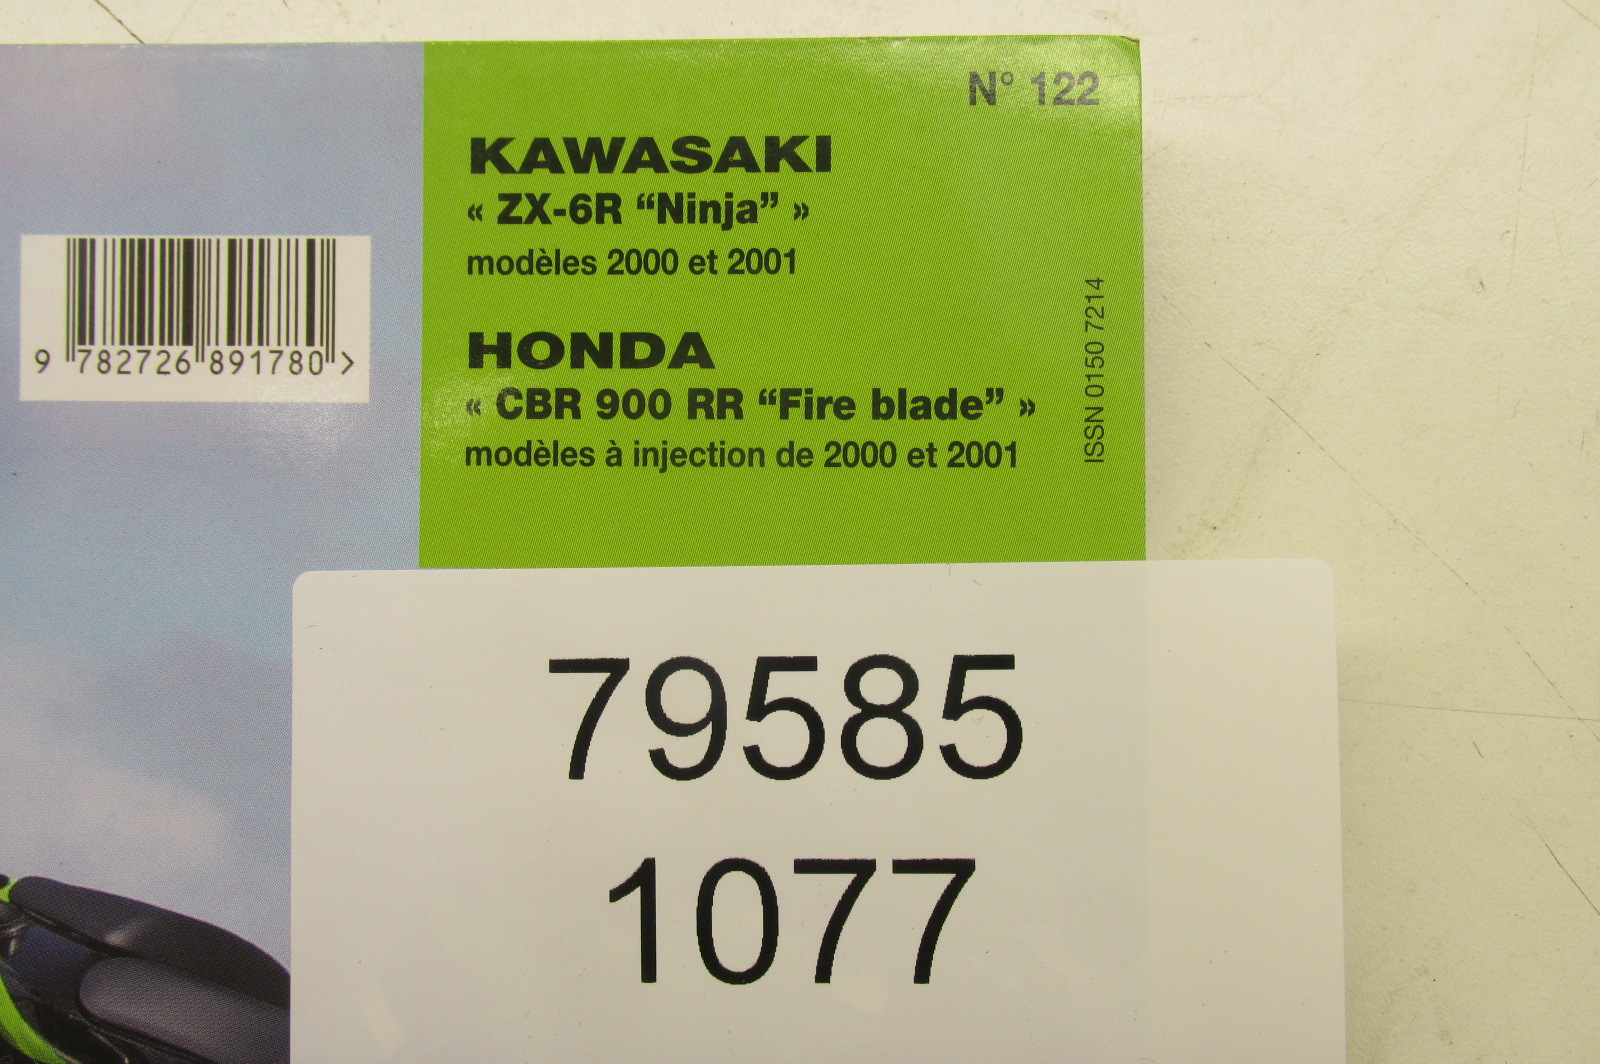 N° 122
KAWASAKI
« ZX-6R “Ninja” »
modèles 2000 et 2001
HONDA
« CBR 900 RR “Fire blade” »
modèles à injection de 2000 et 2001
ISSN 0150 7214
9 782726 891780 >
79585
1077